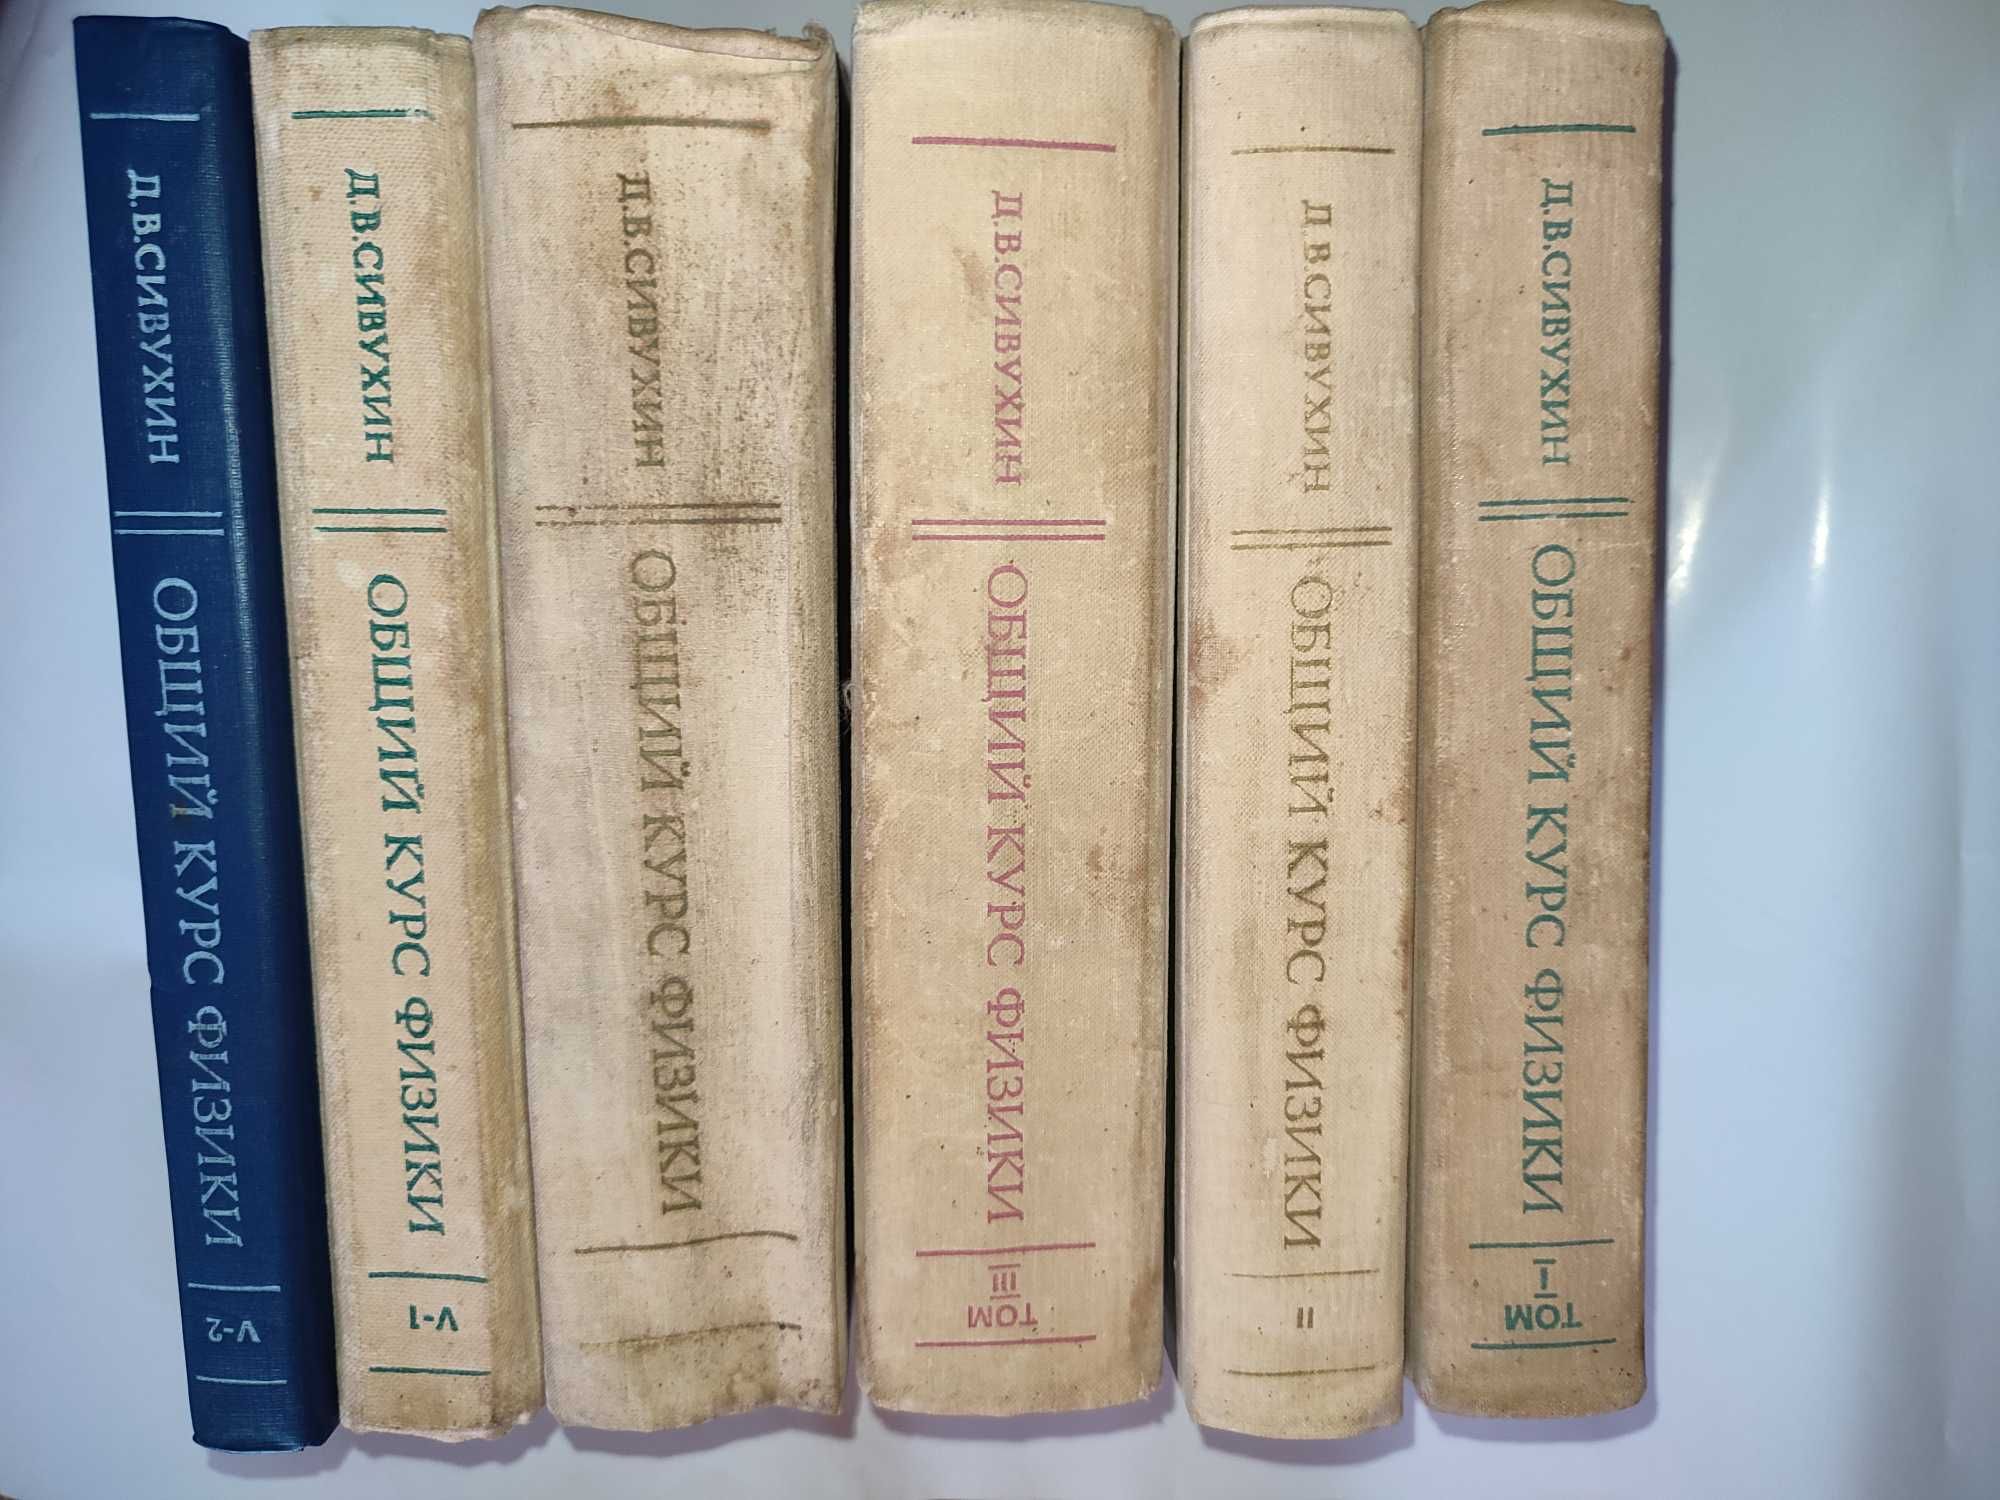 Д.В.СИВУХИН
ОБЩИЙ КУРС ФИЗИКИ
V-2
Д.В.СИВУХИН
ОБЩИЙ КУРС ФИЗИКИ
V-1
Д.В.СИВУХИН
ОБЩИЙ КУРС ФИЗИКИ
Д.В.СИВУХИН
ОБЩИЙ КУРС ФИЗИКИ
ТОМ III
Д.В.СИВУХИН
ОБЩИЙ КУРС ФИЗИКИ
II
Д.В.СИВУХИН
ОБЩИЙ КУРС ФИЗИКИ
ТОМ I